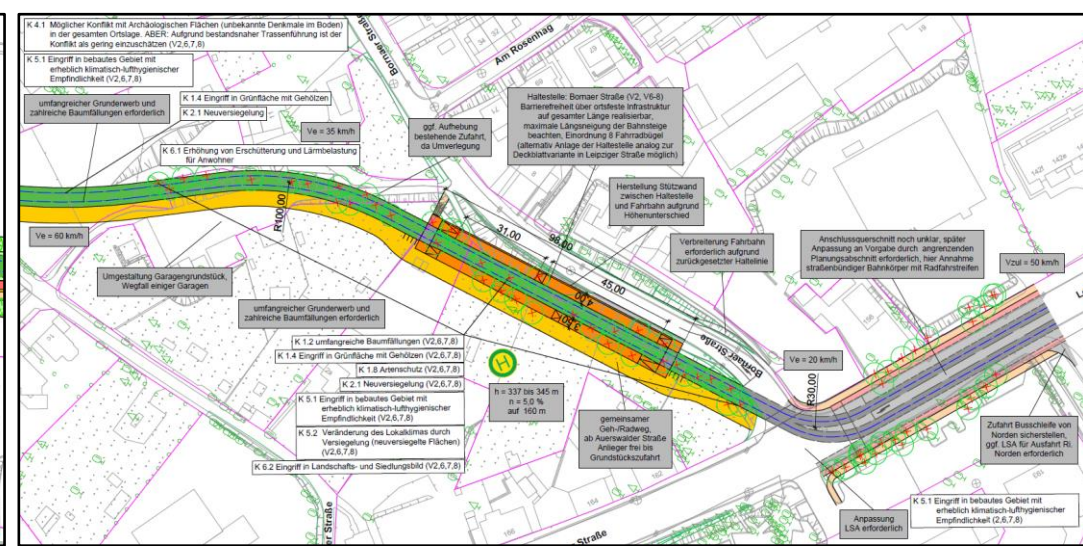 K 4.1 Möglicher Konflikt mit Archäologischen Flächen (unbekannte Denkmale im Boden)
in der gesamten Ortslage. ABER: Aufgrund bestandsnaher Trassenführung ist der
Konflikt als gering einzuschätzen (V2,6,7,8)
K 5.1 Eingriff in bebautes Gebiet mit
erheblich klimatisch-lufthygienischer
Empfindlichkeit (V2,6,7,8)
umfangreicher Grunderwerb und
zahlreiche Baumfällungen erforderlich
K 1.4 Eingriff in Grünfläche mit Gehölzen
K 2.1 Neuversiegelung
Ve = 35 km/h
K 6.1 Erhöhung von Erschütterung und Lärmbelastung
für Anwohner
Bornaer Straße
Am Rosenhag
ggf. Aufhebung
bestehende Zufahrt,
da Umverlegung
Haltestelle: Bornaer Straße (V2, V6-8)
Barrierefreiheit über ortsfeste Infrastruktur
auf gesamter Länge realisierbar,
maximale Längsneigung der Bahnsteige
beachten, Einordnung 8 Fahrradbügel
(alternativ Anlage der Haltestelle analog zur
Deckblattvariante in Leipziger Straße möglich)
Herstellung Stützwand
zwischen Haltestelle
und Fahrbahn aufgrund
Höhenunterschied
Verbreiterung Fahrbahn
erforderlich aufgrund
zurückgesetzter Haltelinie
Anschlussquerschnitt noch unklar, später
Anpassung an Vorgabe durch angrenzenden
Planungsabschnitt erforderlich, hier Annahme
straßenbündiger Bahnkörper mit Radfahrstreifen
Vzul = 50 km/h
Ve = 60 km/h
R100,00
31,00
96,00
45,00
4,00
Umgestaltung Garagengrundstück,
Wegfall einiger Garagen
umfangreicher Grunderwerb und
zahlreiche Baumfällungen erforderlich
K 1.2 umfangreiche Baumfällungen (V2,6,7,8)
K 1.4 Eingriff in Grünfläche mit Gehölzen (V2,6,7,8)
K 1.8 Artenschutz (V2,6,7,8)
K 2.1 Neuversiegelung (V2,6,7,8)
K 5.1 Eingriff in bebautes Gebiet mit
erheblich klimatisch-lufthygienischer
Empfindlichkeit (V2,6,7,8)
K 5.2 Veränderung des Lokalklimas durch
Versiegelung (neuversiegelte Flächen)
(V2,6,7,8)
K 6.2 Eingriff in Landschafts- und Siedlungsbild (V2,6,7,8)
H
h = 337 bis 345 m
n = 5,0 %
auf 160 m
Bornaer Straße
Ve = 20 km/h
R30,00
gemeinsamer
Geh-/Radweg,
ab Auerswalder Straße
Anlieger frei bis
Grundstückszufahrt
Zufahrt Busschleife von
Norden sicherstellen,
ggf. LSA für Ausfahrt Ri.
Norden erforderlich
K 5.1 Eingriff in bebautes Gebiet mit
erheblich klimatisch-lufthygienischer
Empfindlichkeit (2,6,7,8)
Anpassung
LSA erforderlich
Straße
Straße